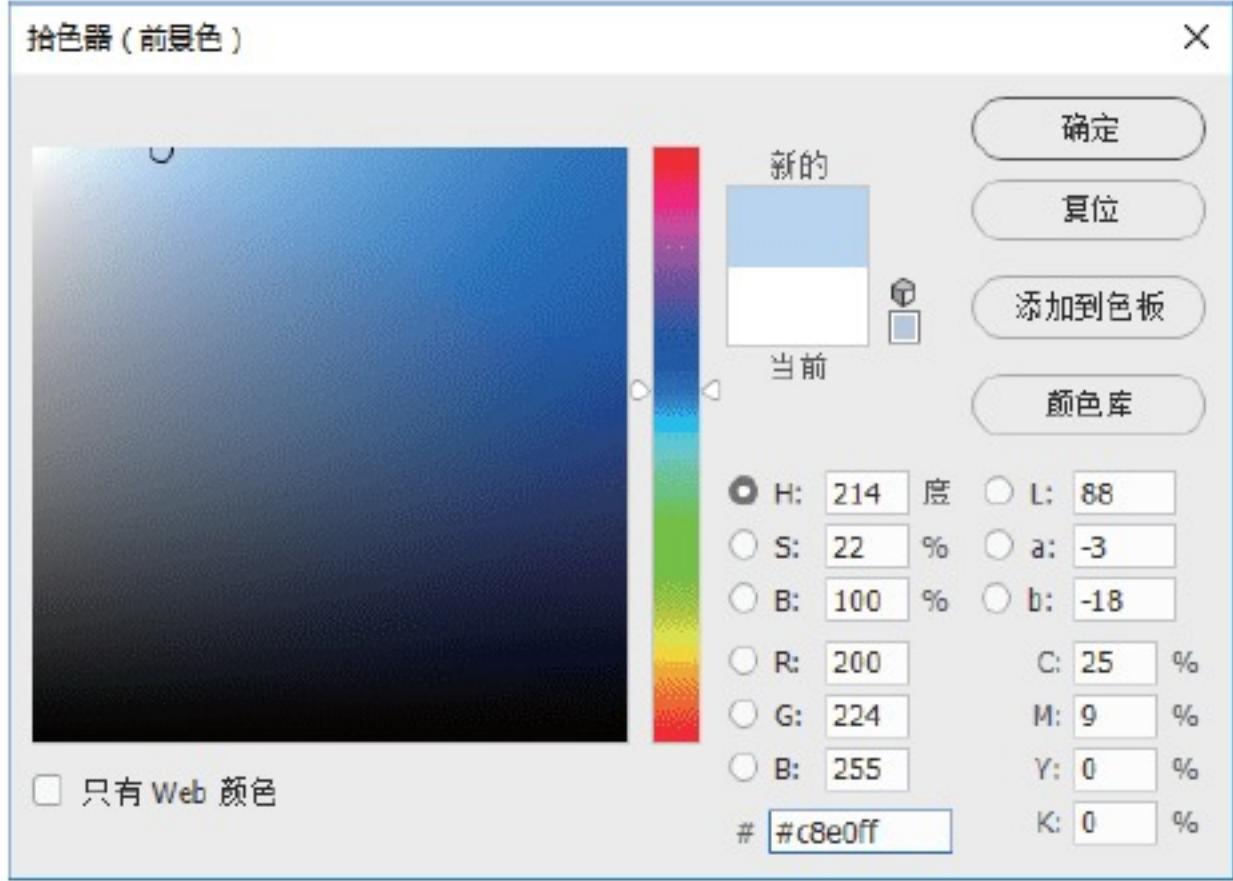 拾色器（前景色）
确定
新的
复位
添加到色板
当前
颜色库
H: 214 度 L: 88
S: 22 % a: -3
B: 100 % b: -18
R: 200 C: 25 %
G: 224 M: 9 %
B: 255 Y: 0 %
只有 Web 颜色
# #c8e0ff K: 0 %